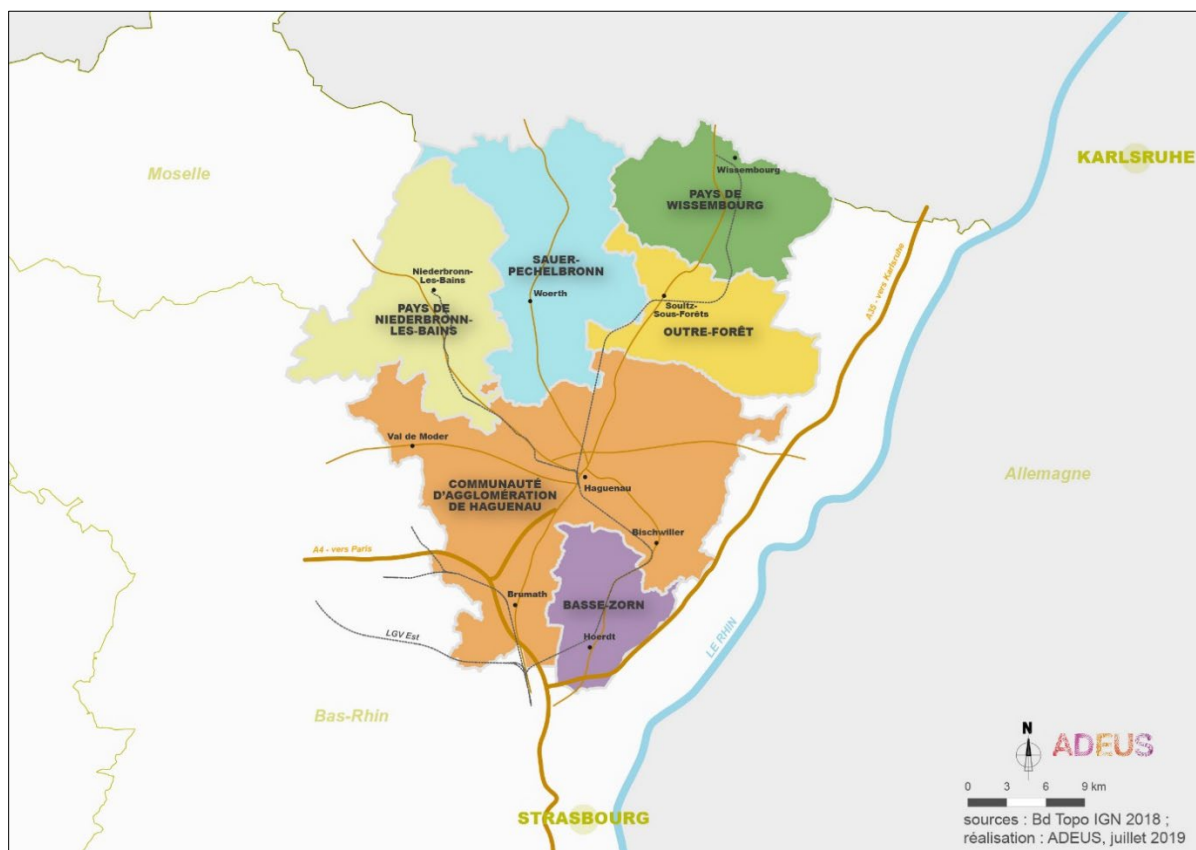 KARLSRUHE
Moselle
Wissembourg
PAYS DE
WISSEMBOURG
SAUER-
PECHELBRONN
Niederbronn-
Les-Bains
Woerth
Soultz-
Sous-Forêts
PAYS DE
NIEDERBRONN-
LES-BAINS
OUTRE-FORÊT
A35 - vers Karlsruhe
Val de Moder
COMMUNAUTÉ
D'AGGLOMÉRATION
DE HAGUENAU
Haguenau
Allemagne
Bischwiller
A4 - vers Paris
Brumath
BASSE-ZORN
LGV Est
Hoerdt
LE RHIN
Bas-Rhin
N
ADEUS
0 3 6 9 km
STRASBOURG
sources : Bd Topo IGN 2018 ;
réalisation : ADEUS, juillet 2019